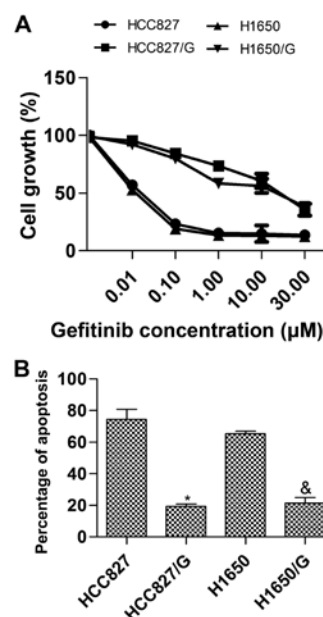 A
HCC827 H1650
HCC827/G H1650/G
150
100
50
0
Cell growth (%)
0.01 0.10 1.00 10.00 30.00
Gefitinib concentration (µM)
B
100
80
60
40
20
0
Percentage of apoptosis
* &
HCC827 HCC827/G H1650 H1650/G